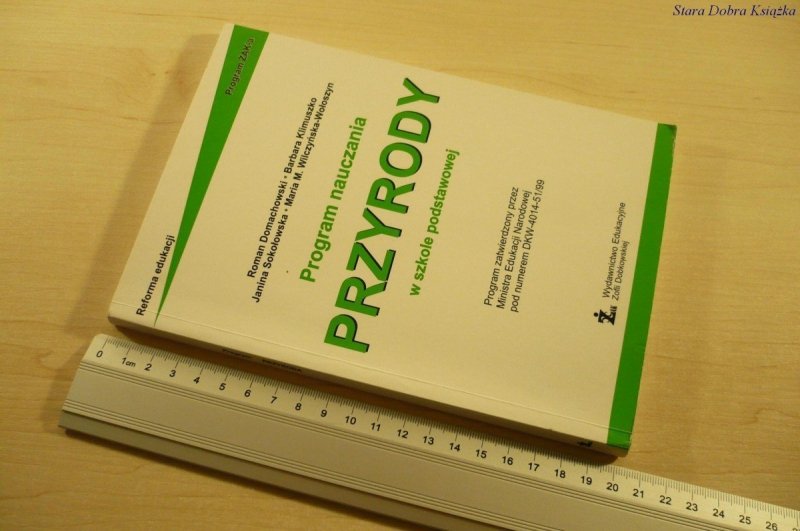 Stara Dobra Książka
Program ŻAK-a
Reforma edukacji
Roman Domachowski • Barbara Klimuszko
Janina Sokołowska • Maria M. Wilczyńska-Wołoszyn
Program nauczania
PRZYRODY
w szkole podstawowej
Program zatwierdzony przez
Ministra Edukacji Narodowej
pod numerem DKW-4014-51/99
Wydawnictwo Edukacyjne
Zofii Dobkowskiej
0 1cm 2 3 4 5 6 7 8 9 10 11 12 13 14 15 16 17 18 19 20 21 22 23 24 25 26